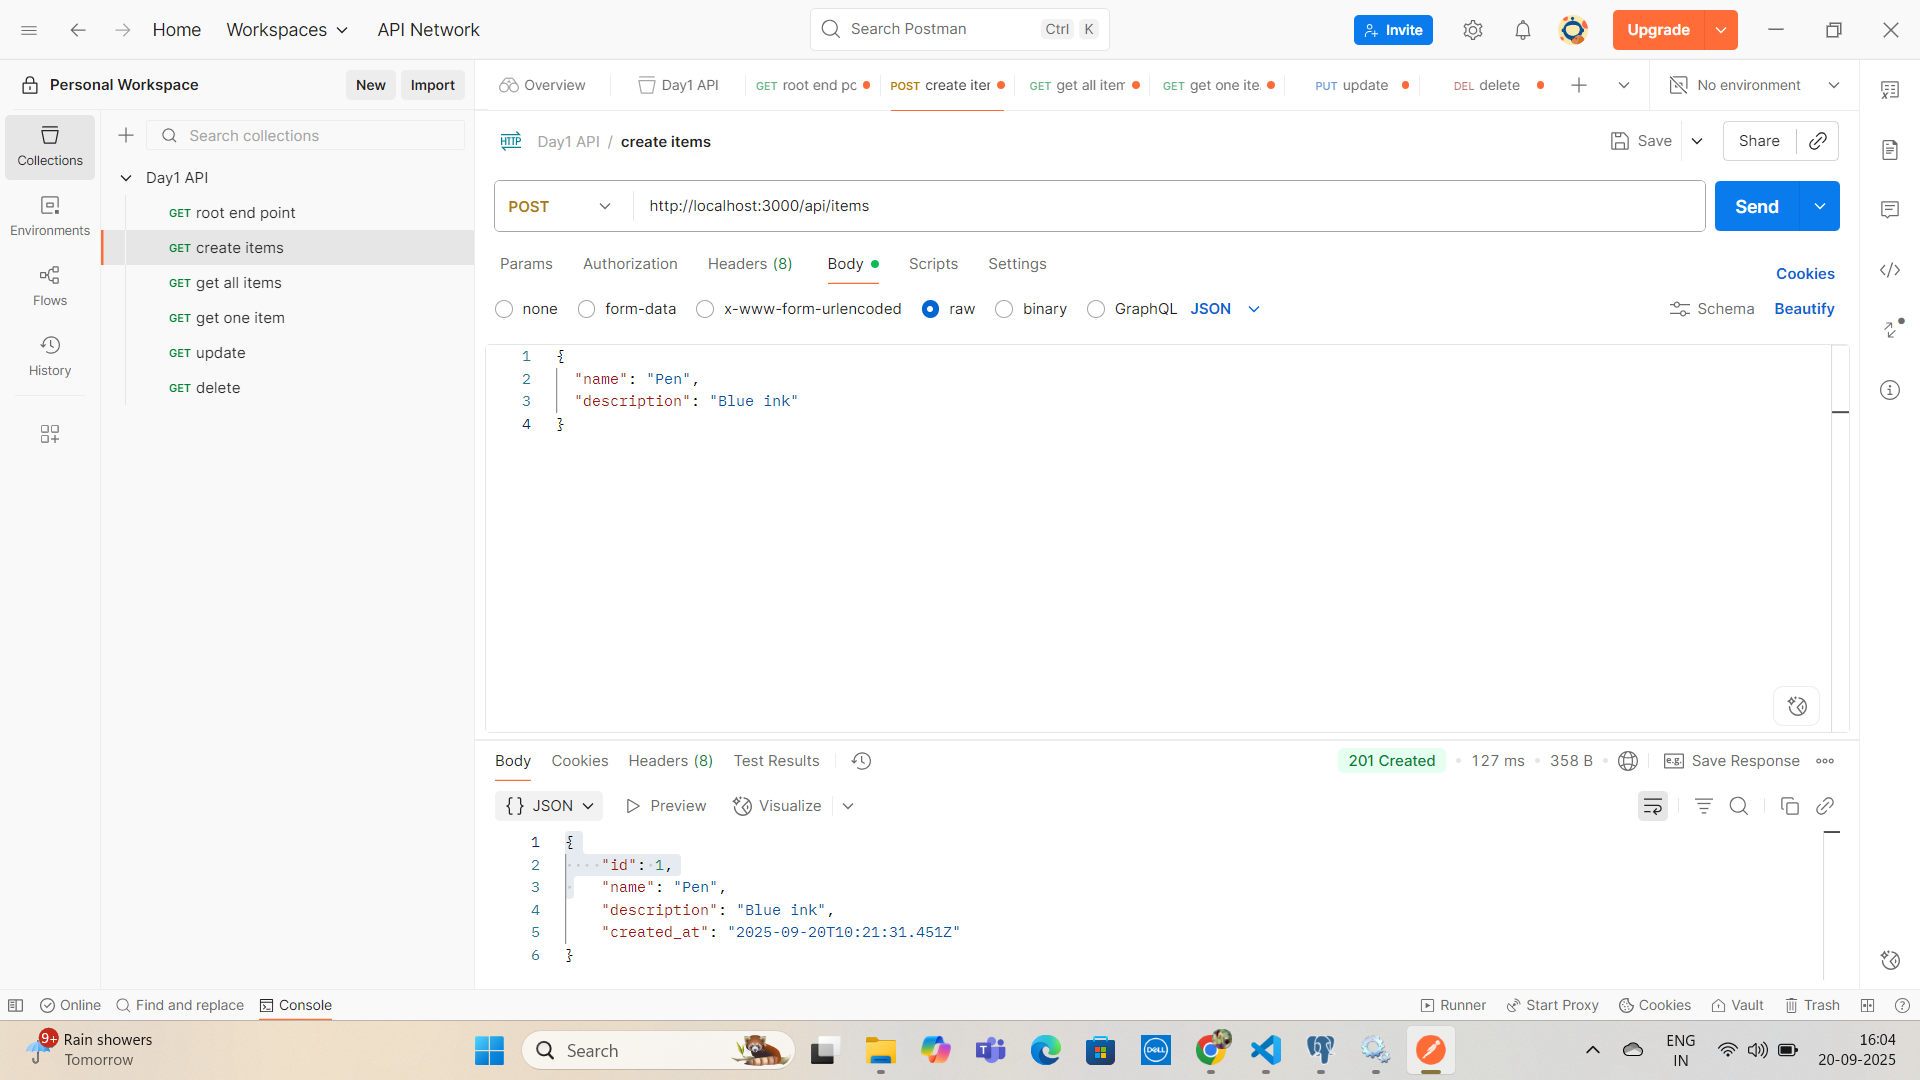 Home
Workspaces
API Network
Search Postman
Ctrl K
Invite
Upgrade
Personal Workspace
New
Import
Overview
Day1 API
GET root end po
POST create iter
GET get all item
GET get one ite
PUT update
DEL delete
No environment
Collections
Environments
Flows
History
Search collections
Day1 API
GET root end point
GET create items
GET get all items
GET get one item
GET update
GET delete
HTTP Day1 API / create items
Save
Share
POST
http://localhost:3000/api/items
Send
Params
Authorization
Headers (8)
Body
Scripts
Settings
Cookies
none
form-data
x-www-form-urlencoded
raw
binary
GraphQL
JSON
Schema
Beautify
1 {
2 "name": "Pen",
3 "description": "Blue ink"
4 }
Body
Cookies
Headers (8)
Test Results
201 Created
127 ms
358 B
e.g. Save Response
{} JSON
Preview
Visualize
1 {
2 "id": 1,
3 "name": "Pen",
4 "description": "Blue ink",
5 "created_at": "2025-09-20T10:21:31.451Z"
6 }
Online
Find and replace
Console
Runner
Start Proxy
Cookies
Vault
Trash
9+
Rain showers
Tomorrow
Search
DELL
ENG
IN
16:04
20-09-2025